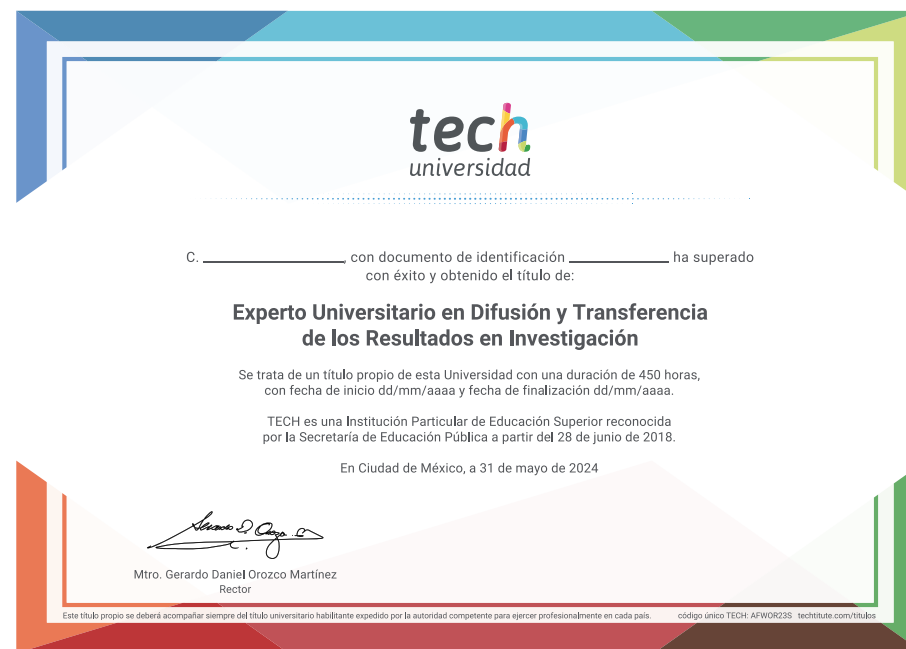 tech
universidad
C. ____________, con documento de identificación ____________ ha superado
con éxito y obtenido el título de:
Experto Universitario en Difusión y Transferencia
de los Resultados en Investigación
Se trata de un título propio de esta Universidad con una duración de 450 horas,
con fecha de inicio dd/mm/aaaa y fecha de finalización dd/mm/aaaa.
TECH es una Institución Particular de Educación Superior reconocida
por la Secretaría de Educación Pública a partir del 28 de junio de 2018.
En Ciudad de México, a 31 de mayo de 2024
Mtro. Gerardo Daniel Orozco Martínez
Rector
Este título propio se deberá acompañar siempre del título universitario habilitante expedido por la autoridad competente para ejercer profesionalmente en cada país. código único TECH: AFWOR23S techtitute.com/titulos